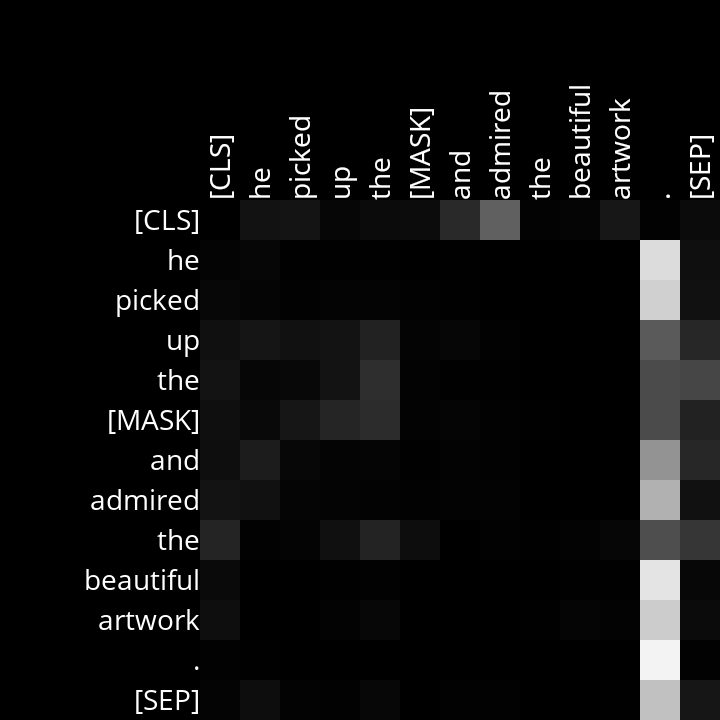 [CLS] he picked up the [MASK] and admired the beautiful artwork . [SEP]
[CLS]
he
picked
up
the
[MASK]
and
admired
the
beautiful
artwork
.
[SEP]